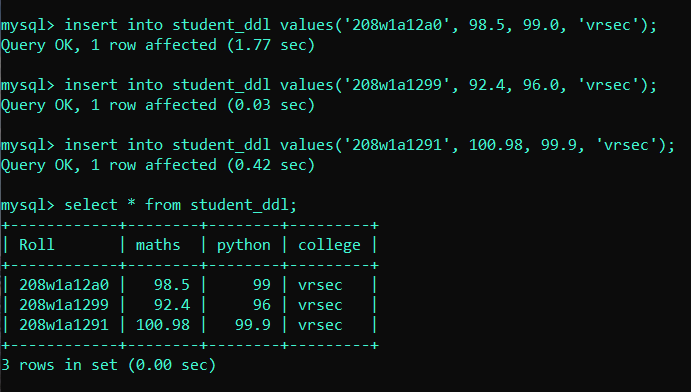 mysql> insert into student_ddl values('208w1a12a0', 98.5, 99.0, 'vrsec');
Query OK, 1 row affected (1.77 sec)
mysql> insert into student_ddl values('208w1a1299', 92.4, 96.0, 'vrsec');
Query OK, 1 row affected (0.03 sec)
mysql> insert into student_ddl values('208w1a1291', 100.98, 99.9, 'vrsec');
Query OK, 1 row affected (0.42 sec)
mysql> select * from student_ddl;
+------------+--------+--------+---------+
| Roll       | maths  | python | college |
+------------+--------+--------+---------+
| 208w1a12a0 |   98.5 |     99 | vrsec   |
| 208w1a1299 |   92.4 |     96 | vrsec   |
| 208w1a1291 | 100.98 |   99.9 | vrsec   |
+------------+--------+--------+---------+
3 rows in set (0.00 sec)